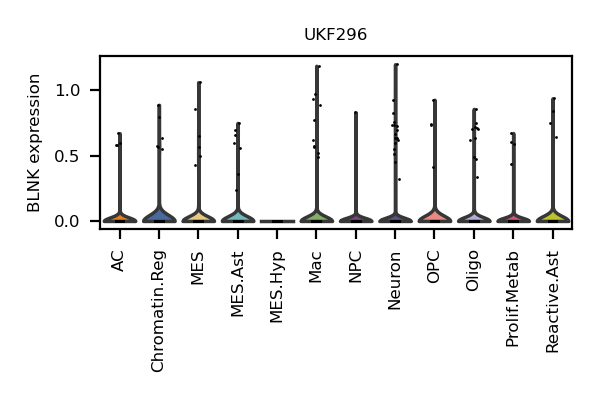 UKF296
BLNK expression
1.0
0.5
0.0
AC
Chromatin.Reg
MES
MES.Ast
MES.Hyp
Mac
NPC
Neuron
OPC
Oligo
Prolif.Metab
Reactive.Ast